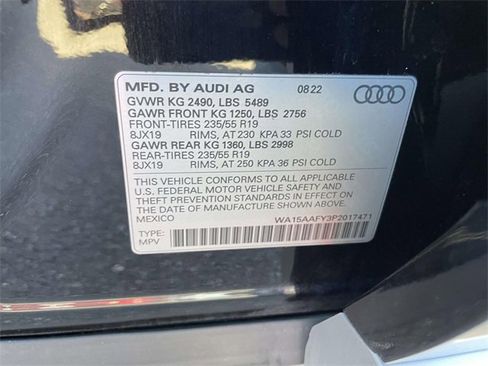 MFD. BY AUDI AG 08 22
GVWR KG 2490, LBS 5489
GAWR FRONT KG 1250, LBS 2756
FRONT-TIRES 235/55 R19
8JX19 RIMS, AT 230 KPA 33 PSI COLD
GAWR REAR KG 1360, LBS 2998
REAR-TIRES 235/55 R19
8JX19 RIMS, AT 250 KPA 36 PSI COLD
THIS VEHICLE CONFORMS TO ALL APPLICABLE
U.S. FEDERAL MOTOR VEHICLE SAFETY AND
THEFT PREVENTION STANDARDS IN EFFECT ON
THE DATE OF MANUFACTURE SHOWN ABOVE.
MEXICO WA15AAFY3P2017471
TYPE:
MPV